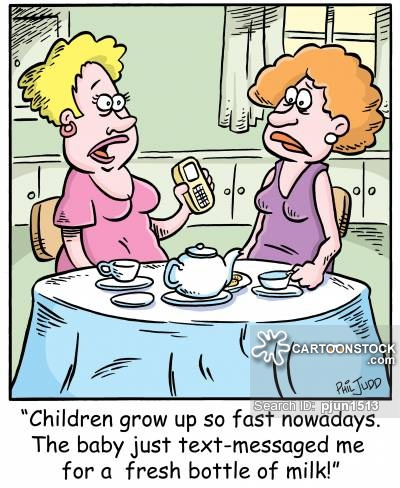 CARTOONSTOCK
.com
PHIL JUDD
Search ID: pjun1513
"Children grow up so fast nowadays.
The baby just text-messaged me
for a fresh bottle of milk!"